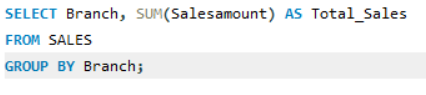 SELECT Branch, SUM(Salesamount) AS Total_Sales
FROM SALES
GROUP BY Branch;